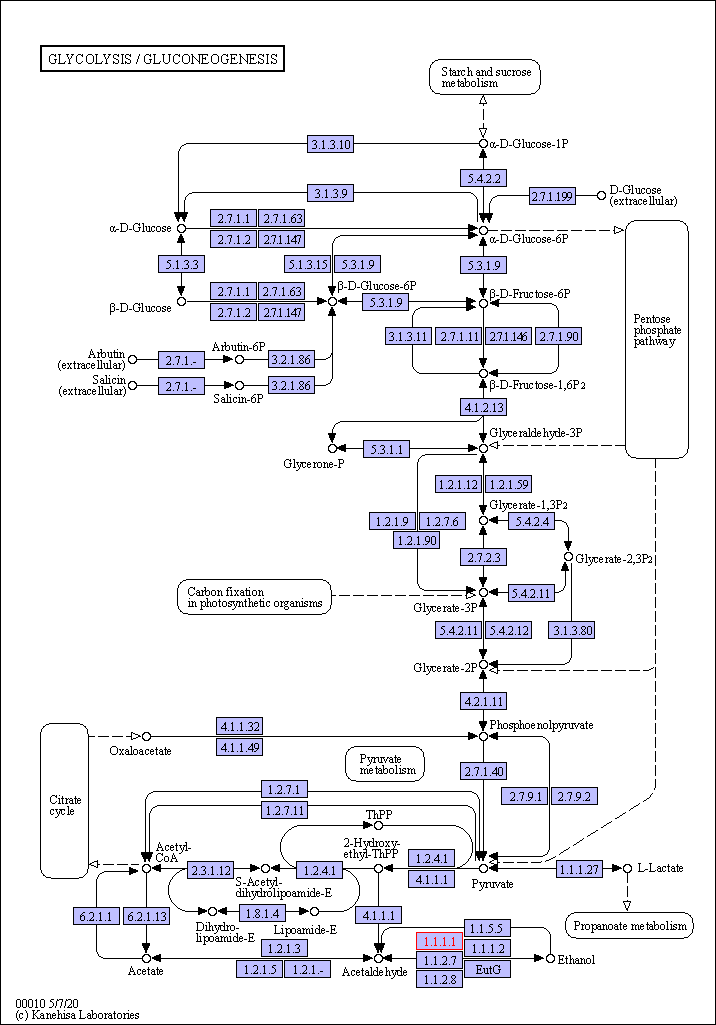 GLYCOLYSIS / GLUCONEOGENESIS
Starch and sucrose
metabolism
3.1.3.10
α-D-Glucose-1P
5.4.2.2
3.1.3.9
2.7.1.199
D-Glucose
(extracellular)
α-D-Glucose
2.7.1.1
2.7.1.63
2.7.1.2
2.7.1.147
α-D-Glucose-6P
5.1.3.3
5.1.3.15
5.3.1.9
5.3.1.9
β-D-Glucose
2.7.1.1
2.7.1.63
2.7.1.2
2.7.1.147
β-D-Glucose-6P
5.3.1.9
β-D-Fructose-6P
Pentose
phosphate
pathway
3.1.3.11
2.7.1.11
2.7.1.146
2.7.1.90
Arbutin
(extracellular)
2.7.1.-
Arbutin-6P
3.2.1.86
Salicin
(extracellular)
2.7.1.-
Salicin-6P
3.2.1.86
β-D-Fructose-1,6P2
4.1.2.13
Glyceraldehyde-3P
Glycerone-P
5.3.1.1
1.2.1.12
1.2.1.59
Glycerate-1,3P2
1.2.1.9
1.2.7.6
1.2.1.90
5.4.2.4
2.7.2.3
Glycerate-2,3P2
Carbon fixation
in photosynthetic organisms
5.4.2.11
Glycerate-3P
5.4.2.11
5.4.2.12
3.1.3.80
Glycerate-2P
4.2.1.11
Phosphoenolpyruvate
4.1.1.32
4.1.1.49
Oxaloacetate
Pyruvate
metabolism
2.7.1.40
Citrate
cycle
1.2.7.1
1.2.7.11
2.7.9.1
2.7.9.2
ThPP
Acetyl-
CoA
2-Hydroxy-
ethyl-ThPP
2.3.1.12
S-Acetyl-
dihydrolipoamide-E
1.2.4.1
1.2.4.1
4.1.1.1
Pyruvate
1.1.1.27
L-Lactate
6.2.1.1
6.2.1.13
1.8.1.4
Dihydro-
lipoamide-E
Lipoamide-E
4.1.1.1
Propanoate metabolism
1.1.5.5
1.1.1.1
1.1.1.2
1.2.1.3
1.1.2.7
Acetate
1.2.1.5
1.2.1.-
Acetaldehyde
EutG
1.1.2.8
Ethanol
00010 5/7/20
(c) Kanehisa Laboratories